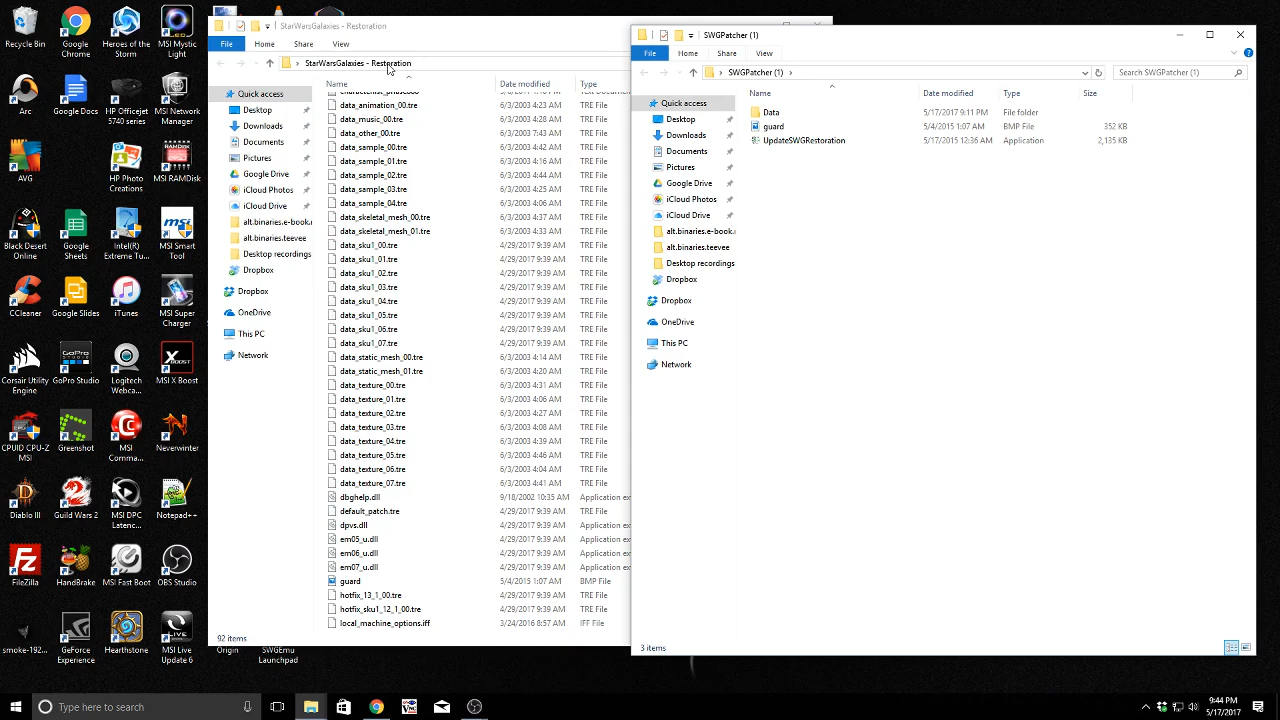 Recycle Bin
Google Chrome
Heroes of the Storm
MSI Mystic Light
Arc
Google Docs
HP Officejet 5740 series
MSI Network
AVG
HP Photo Creations
MSI RAMDisk
Black Desert Online
Google Sheets
Intel(R) Extreme Tu...
MSI Smart Tool
CCleaner
Google Slides
iTunes
MSI Super Charger
Corsair Utility Engine
GoPro Studio
Logitech Webca...
MSI X Boost
CPUID CPU-Z MSI
Greenshot
MSI Comma...
Neverwinter
Diablo III
Guild Wars 2
MSI DPC Latenc...
Notepad++
FileZilla
HandBrake
MSI Fast Boot
OBS Studio
smoke-192...
GeForce Experience
Hearthstone
MSI Live Update 6
Origin
SWGEmu Launchpad
StarWarsGalaxies - Restoration
File Home Share View
StarWarsGalaxies - Restoration
Quick access
Desktop
Downloads
Documents
Pictures
Google Drive
iCloud Photos
iCloud Drive
alt.binaries.e-book.r
alt.binaries.teevee
Desktop recordings
Dropbox
Dropbox
OneDrive
This PC
Network
Name Date modified Type
data_animation_00.tre 6/3/2003 4:23 AM TRE File
data_music_00.tre 6/3/2003 4:28 AM TRE File
data_other_00.tre 6/3/2003 7:43 AM TRE File
data_sample_00.tre 6/3/2003 4:42 AM TRE File
data_sample_01.tre 6/3/2003 4:16 AM TRE File
data_sample_02.tre 6/3/2003 4:44 AM TRE File
data_sample_03.tre 6/3/2003 4:25 AM TRE File
data_sample_04.tre 6/3/2003 4:06 AM TRE File
data_skeletal_mesh_00.tre 6/3/2003 4:37 AM TRE File
data_skeletal_mesh_01.tre 6/3/2003 4:33 AM TRE File
data_sku1_00.tre 4/29/2017 9:39 AM TRE File
data_sku1_01.tre 4/29/2017 9:39 AM TRE File
data_sku1_02.tre 4/29/2017 9:39 AM TRE File
data_sku1_03.tre 4/29/2017 9:39 AM TRE File
data_sku1_04.tre 4/29/2017 9:39 AM TRE File
data_sku1_05.tre 4/29/2017 9:39 AM TRE File
data_sku1_06.tre 4/29/2017 9:39 AM TRE File
data_sku1_07.tre 4/29/2017 9:39 AM TRE File
data_static_mesh_00.tre 6/3/2003 4:14 AM TRE File
data_static_mesh_01.tre 6/3/2003 4:20 AM TRE File
data_texture_00.tre 6/3/2003 4:31 AM TRE File
data_texture_01.tre 6/3/2003 4:06 AM TRE File
data_texture_02.tre 6/3/2003 4:27 AM TRE File
data_texture_03.tre 6/3/2003 4:08 AM TRE File
data_texture_04.tre 6/3/2003 4:39 AM TRE File
data_texture_05.tre 6/3/2003 4:46 AM TRE File
data_texture_06.tre 6/3/2003 4:04 AM TRE File
data_texture_07.tre 6/3/2003 4:41 AM TRE File
dbghelp.dll 9/18/2002 10:35 AM Application ex
default_patch.tre 4/29/2017 9:39 AM TRE File
dpvs.dll 4/29/2017 9:39 AM Application ex
em05_u.dll 4/29/2017 9:39 AM Application ex
em06_u.dll 4/29/2017 9:39 AM Application ex
em07_u.dll 4/29/2017 9:39 AM Application ex
guard 5/4/2015 1:07 AM BMP File
hotfix_13_1_00.tre 4/29/2017 9:39 AM TRE File
hotfix_sku1_12_1_00.tre 4/29/2017 9:39 AM TRE File
local_machine_options.iff 3/24/2016 8:57 AM IFF File
92 items
SWGPatcher (1)
File Home Share View
SWGPatcher (1)
Search SWGPatcher (1)
Quick access
Desktop
Downloads
Documents
Pictures
Google Drive
iCloud Photos
iCloud Drive
alt.binaries.e-book.r
alt.binaries.teevee
Desktop recordings
Dropbox
Dropbox
OneDrive
This PC
Network
Name Date modified Type Size
Data 5/17/2017 9:11 PM File folder
guard 5/4/2015 1:07 AM BMP File 352 KB
UpdateSWGRestoration 5/17/2015 12:36 AM Application 2,135 KB
3 items
Type here to search
9:44 PM
5/17/2017